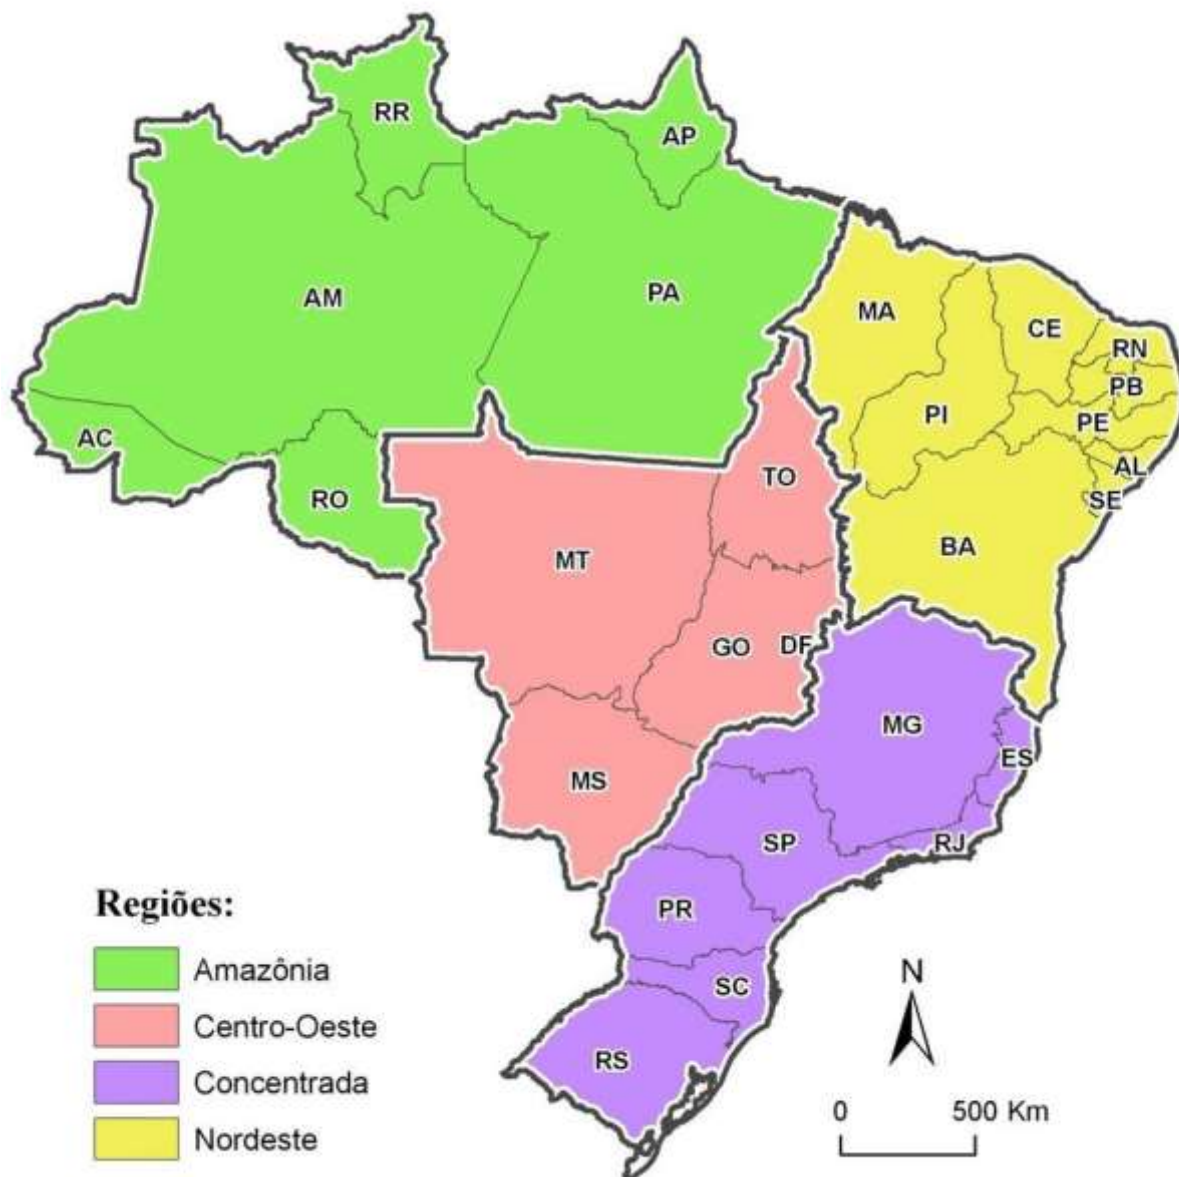 RR
AP
AM
PA
MA
CE
RN
PB
PI
PE
AC
AL
TO
RO
SE
BA
MT
GO
DF
MG
ES
MS
SP
RJ
Regiões:
PR
Amazônia
N
SC
Centro-Oeste
RS
Concentrada
0 500 Km
Nordeste